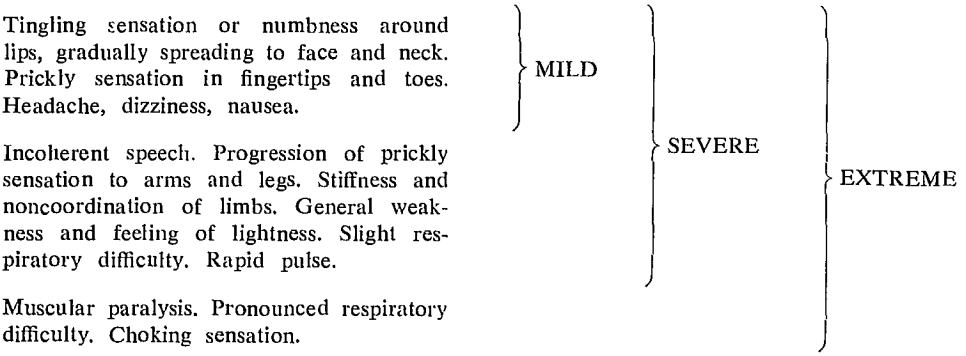 Tingling sensation or numbness around
lips, gradually spreading to face and neck.
Prickly sensation in fingertips and toes.
Headache, dizziness, nausea.
MILD
Incoherent speech. Progression of prickly
sensation to arms and legs. Stiffness and
noncoordination of limbs. General weak-
ness and feeling of lightness. Slight res-
piratory difficulty. Rapid pulse.
SEVERE
Muscular paralysis. Pronounced respiratory
difficulty. Choking sensation.
EXTREME